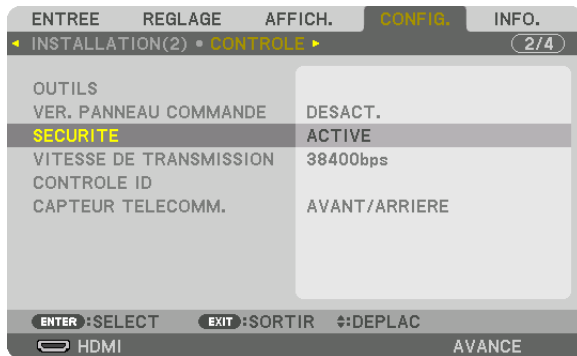 ENTREE REGLAGE AFFICH. CONFIG. INFO.
INSTALLATION(2) • CONTROLE 2/4
OUTILS
VER. PANNEAU COMMANDE DESACT.
SECURITE ACTIVE
VITESSE DE TRANSMISSION 38400bps
CONTROLE ID
CAPTEUR TELECOMM. AVANT/ARRIERE
ENTER :SELECT EXIT :SORTIR :DEPLAC
HDMI AVANCE